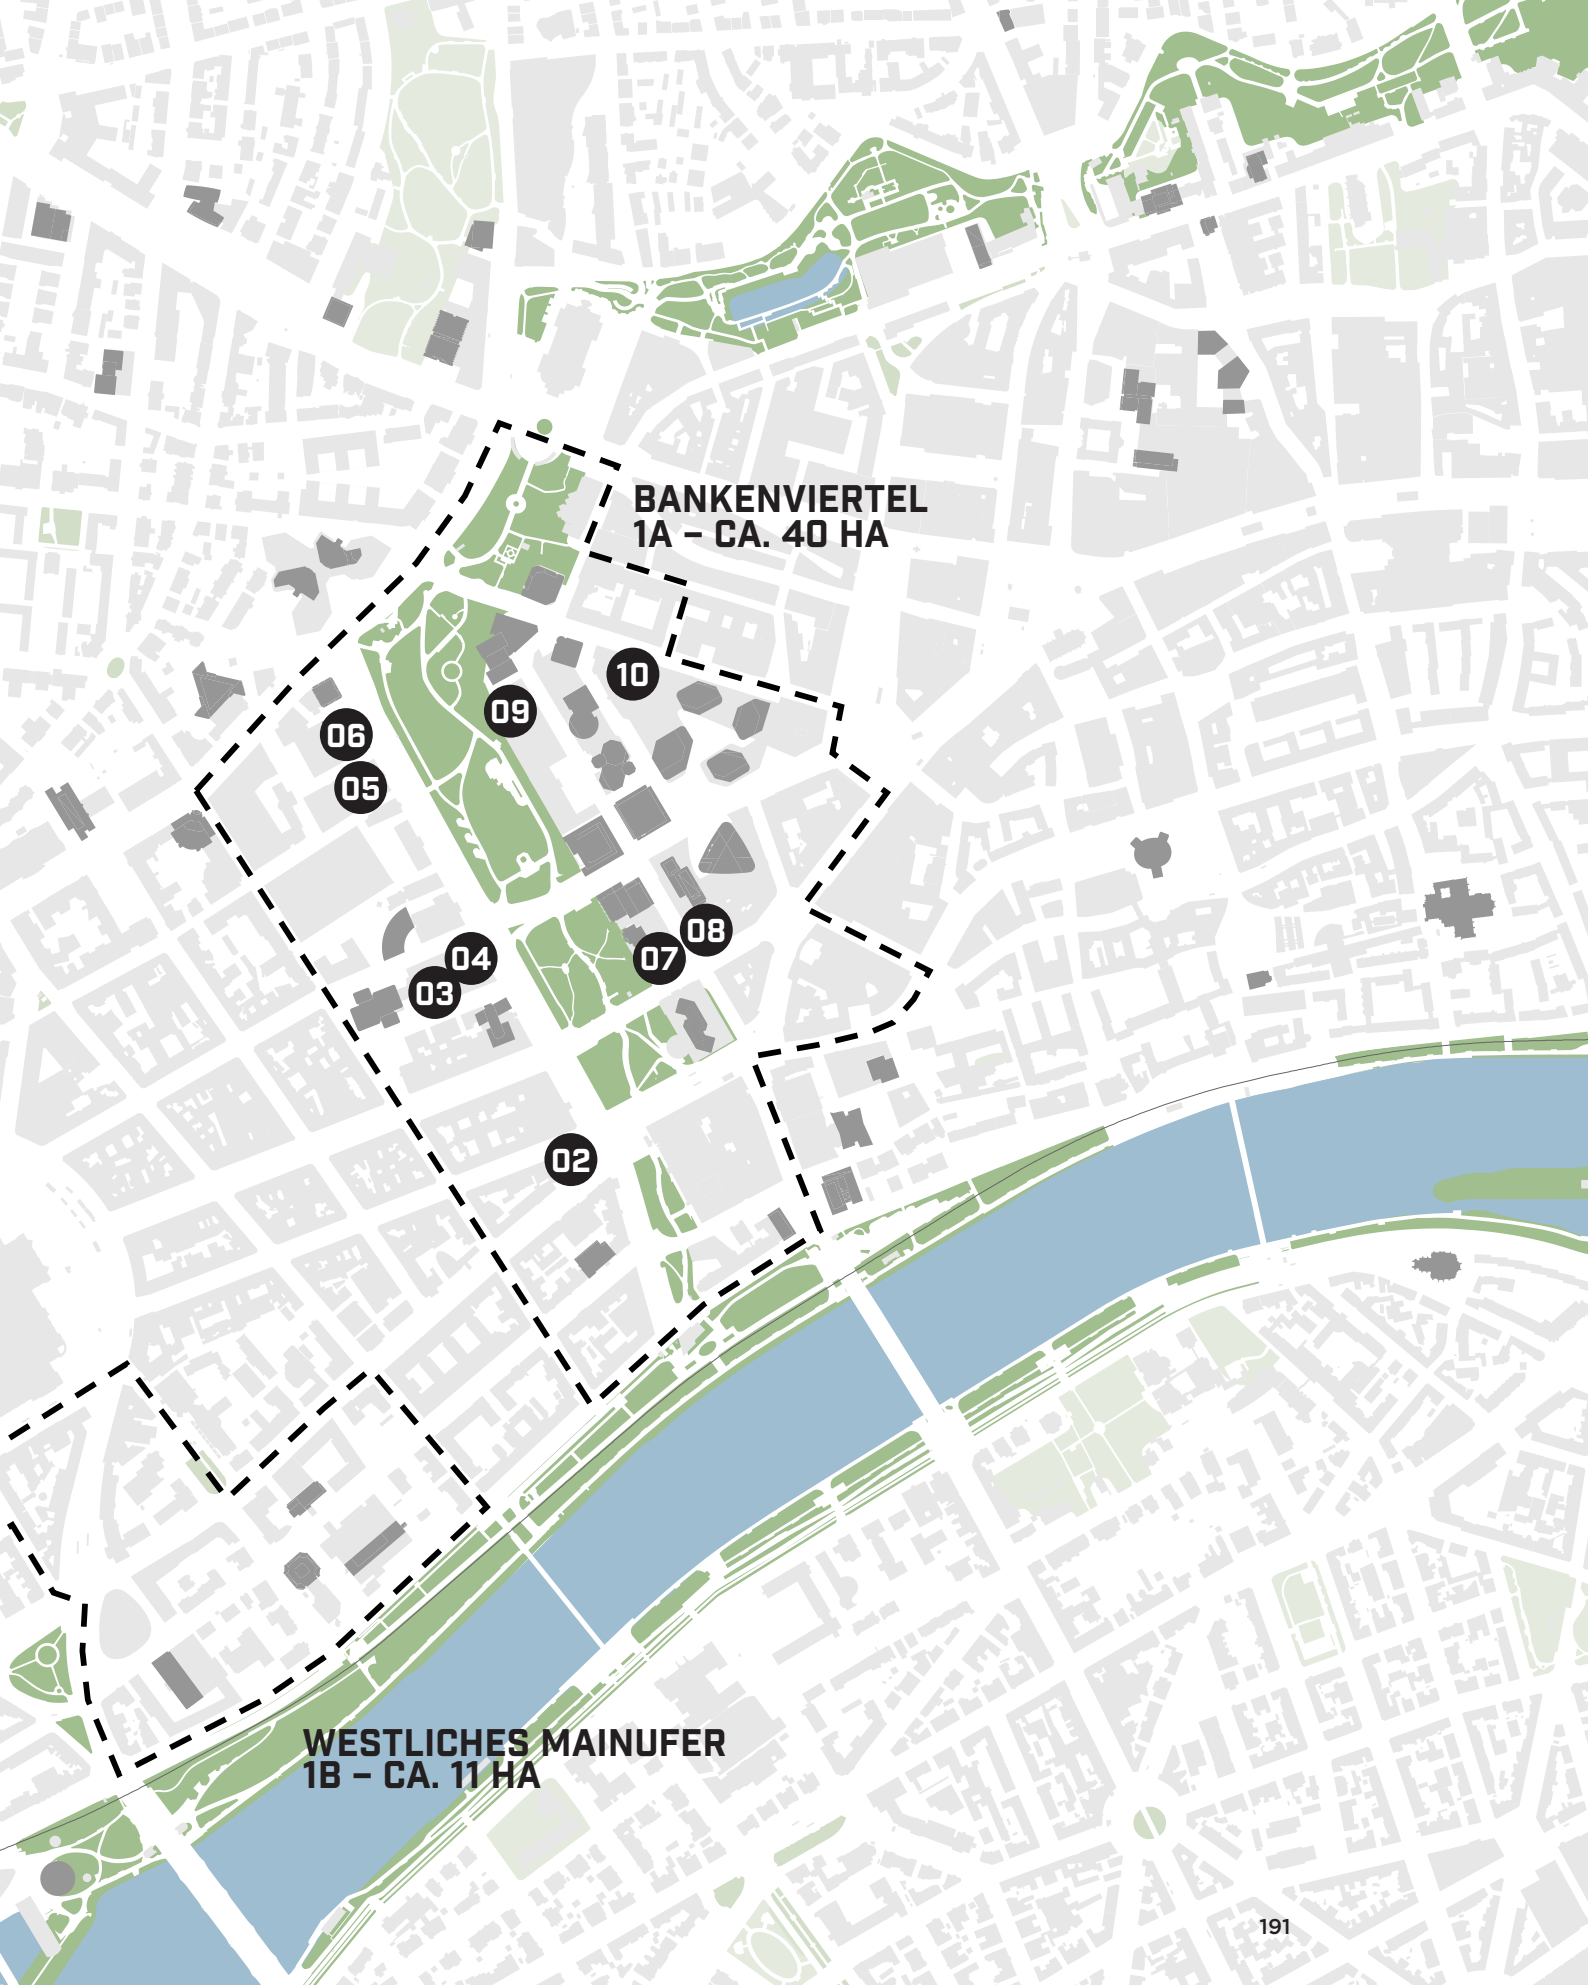 BANKENVIERTEL
1A – CA. 40 HA
10
09
06
05
08
04
07
03
02
WESTLICHES MAINUFER
1B – CA. 11 HA
191